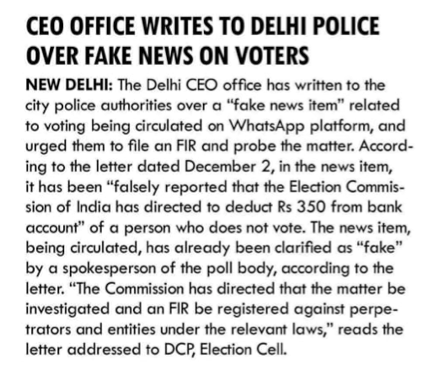 CEO OFFICE WRITES TO DELHI POLICE
OVER FAKE NEWS ON VOTERS
NEW DELHI: The Delhi CEO office has written to the
city police authorities over a “fake news item” related
to voting being circulated on WhatsApp platform, and
urged them to file an FIR and probe the matter. Accord-
ing to the letter dated December 2, in the news item,
it has been “falsely reported that the Election Commis-
sion of India has directed to deduct Rs 350 from bank
account” of a person who does not vote. The news item,
being circulated, has already been clarified as “fake”
by a spokesperson of the poll body, according to the
letter. “The Commission has directed that the matter be
investigated and an FIR be registered against perpe-
trators and entities under the relevant laws,” reads the
letter addressed to DCP, Election Cell.